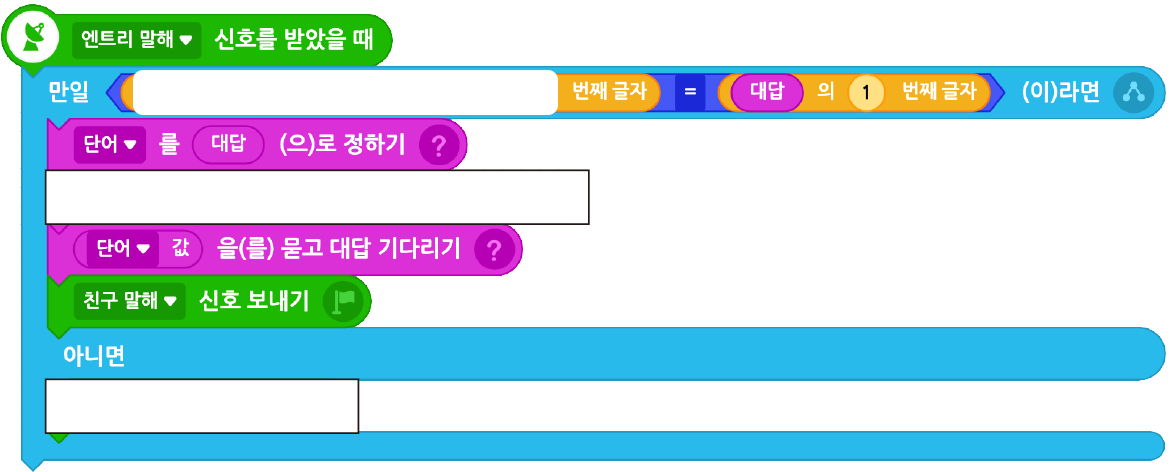 엔트리 말해 신호를 받았을 때
만일 번째 글자 = 대답 의 1 번째 글자 (이)라면
단어 를 대답 (으)로 정하기 ?
단어 값 을(를) 묻고 대답 기다리기 ?
친구 말해 신호 보내기
아니면